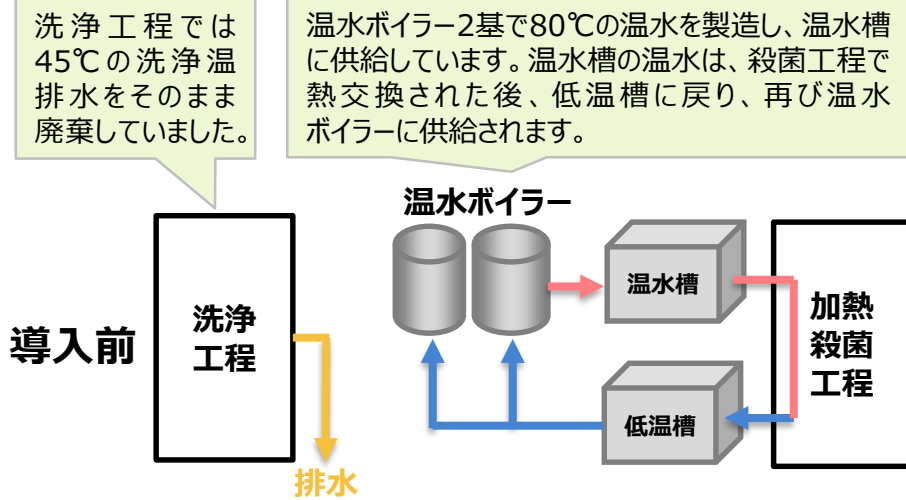 洗浄工程では
45℃の洗浄温
排水をそのまま
廃棄していました。
温水ボイラー2基で80℃の温水を製造し、温水槽
に供給しています。温水槽の温水は、殺菌工程で
熱交換された後、低温槽に戻り、再び温水
ボイラーに供給されます。
温水ボイラー
導入前
洗浄
工程
排水
温水槽
低温槽
加熱
殺菌
工程